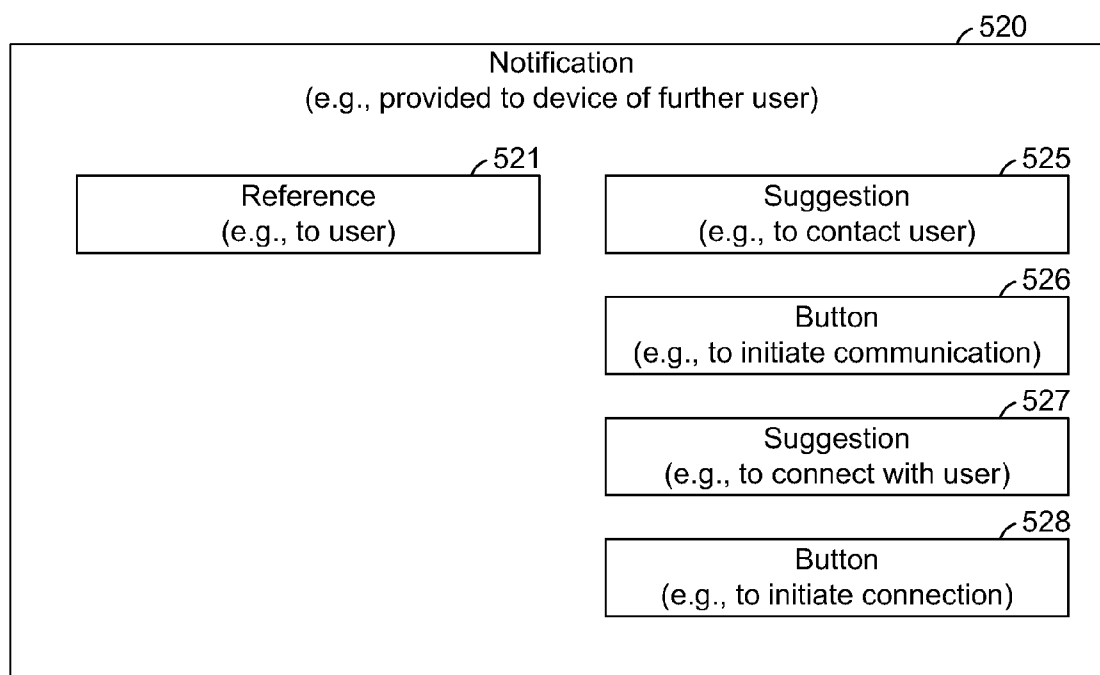 520
Notification
(e.g., provided to device of further user)
521
Reference
(e.g., to user)
525
Suggestion
(e.g., to contact user)
526
Button
(e.g., to initiate communication)
527
Suggestion
(e.g., to connect with user)
528
Button
(e.g., to initiate connection)